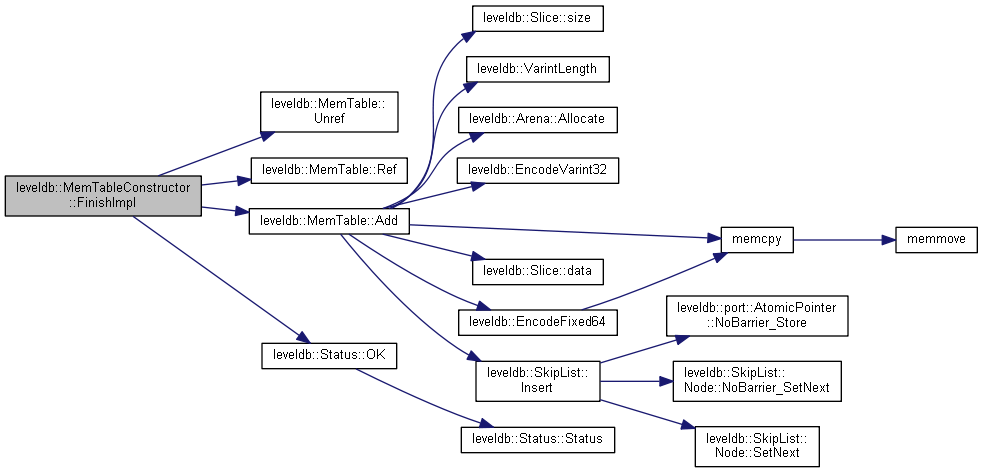 leveldb::MemTableConstructor
::FinishImpl
leveldb::MemTable::
Unref
leveldb::MemTable::Ref
leveldb::MemTable::Add
leveldb::Status::OK
leveldb::Slice::size
leveldb::VarintLength
leveldb::Arena::Allocate
leveldb::EncodeVarint32
leveldb::Slice::data
leveldb::EncodeFixed64
leveldb::SkipList::
Insert
leveldb::Status::Status
memcpy
memmove
leveldb::port::AtomicPointer
::NoBarrier_Store
leveldb::SkipList::
Node::NoBarrier_SetNext
leveldb::SkipList::
Node::SetNext